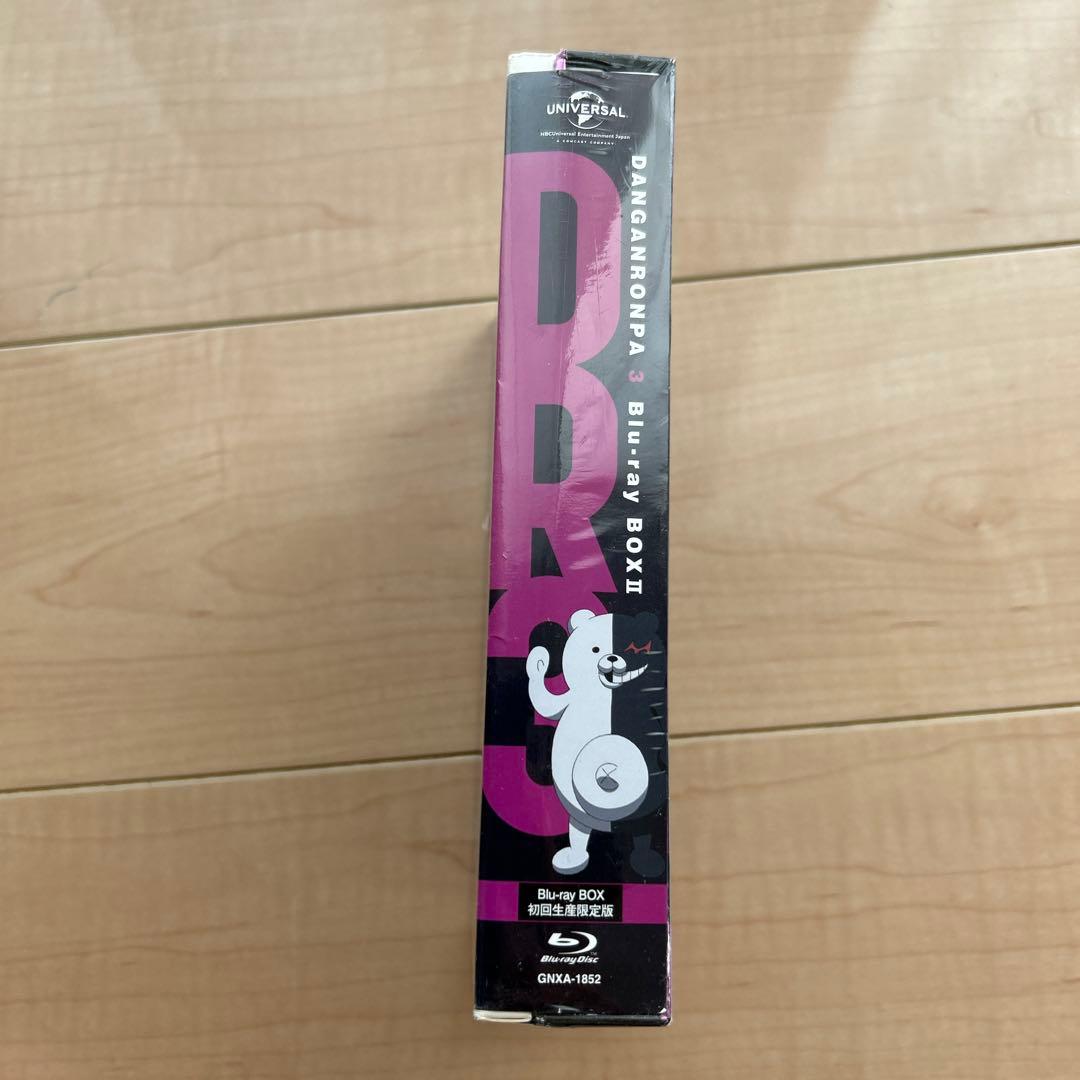 UNIVERSAL
NBCUniversal Entertainment Japan
A COMCAST COMPANY
DANGANRONPA 3 Blu-ray BOX II
DR3
Blu-ray BOX
初回生産限定版
Blu-ray Disc
GNXA-1852